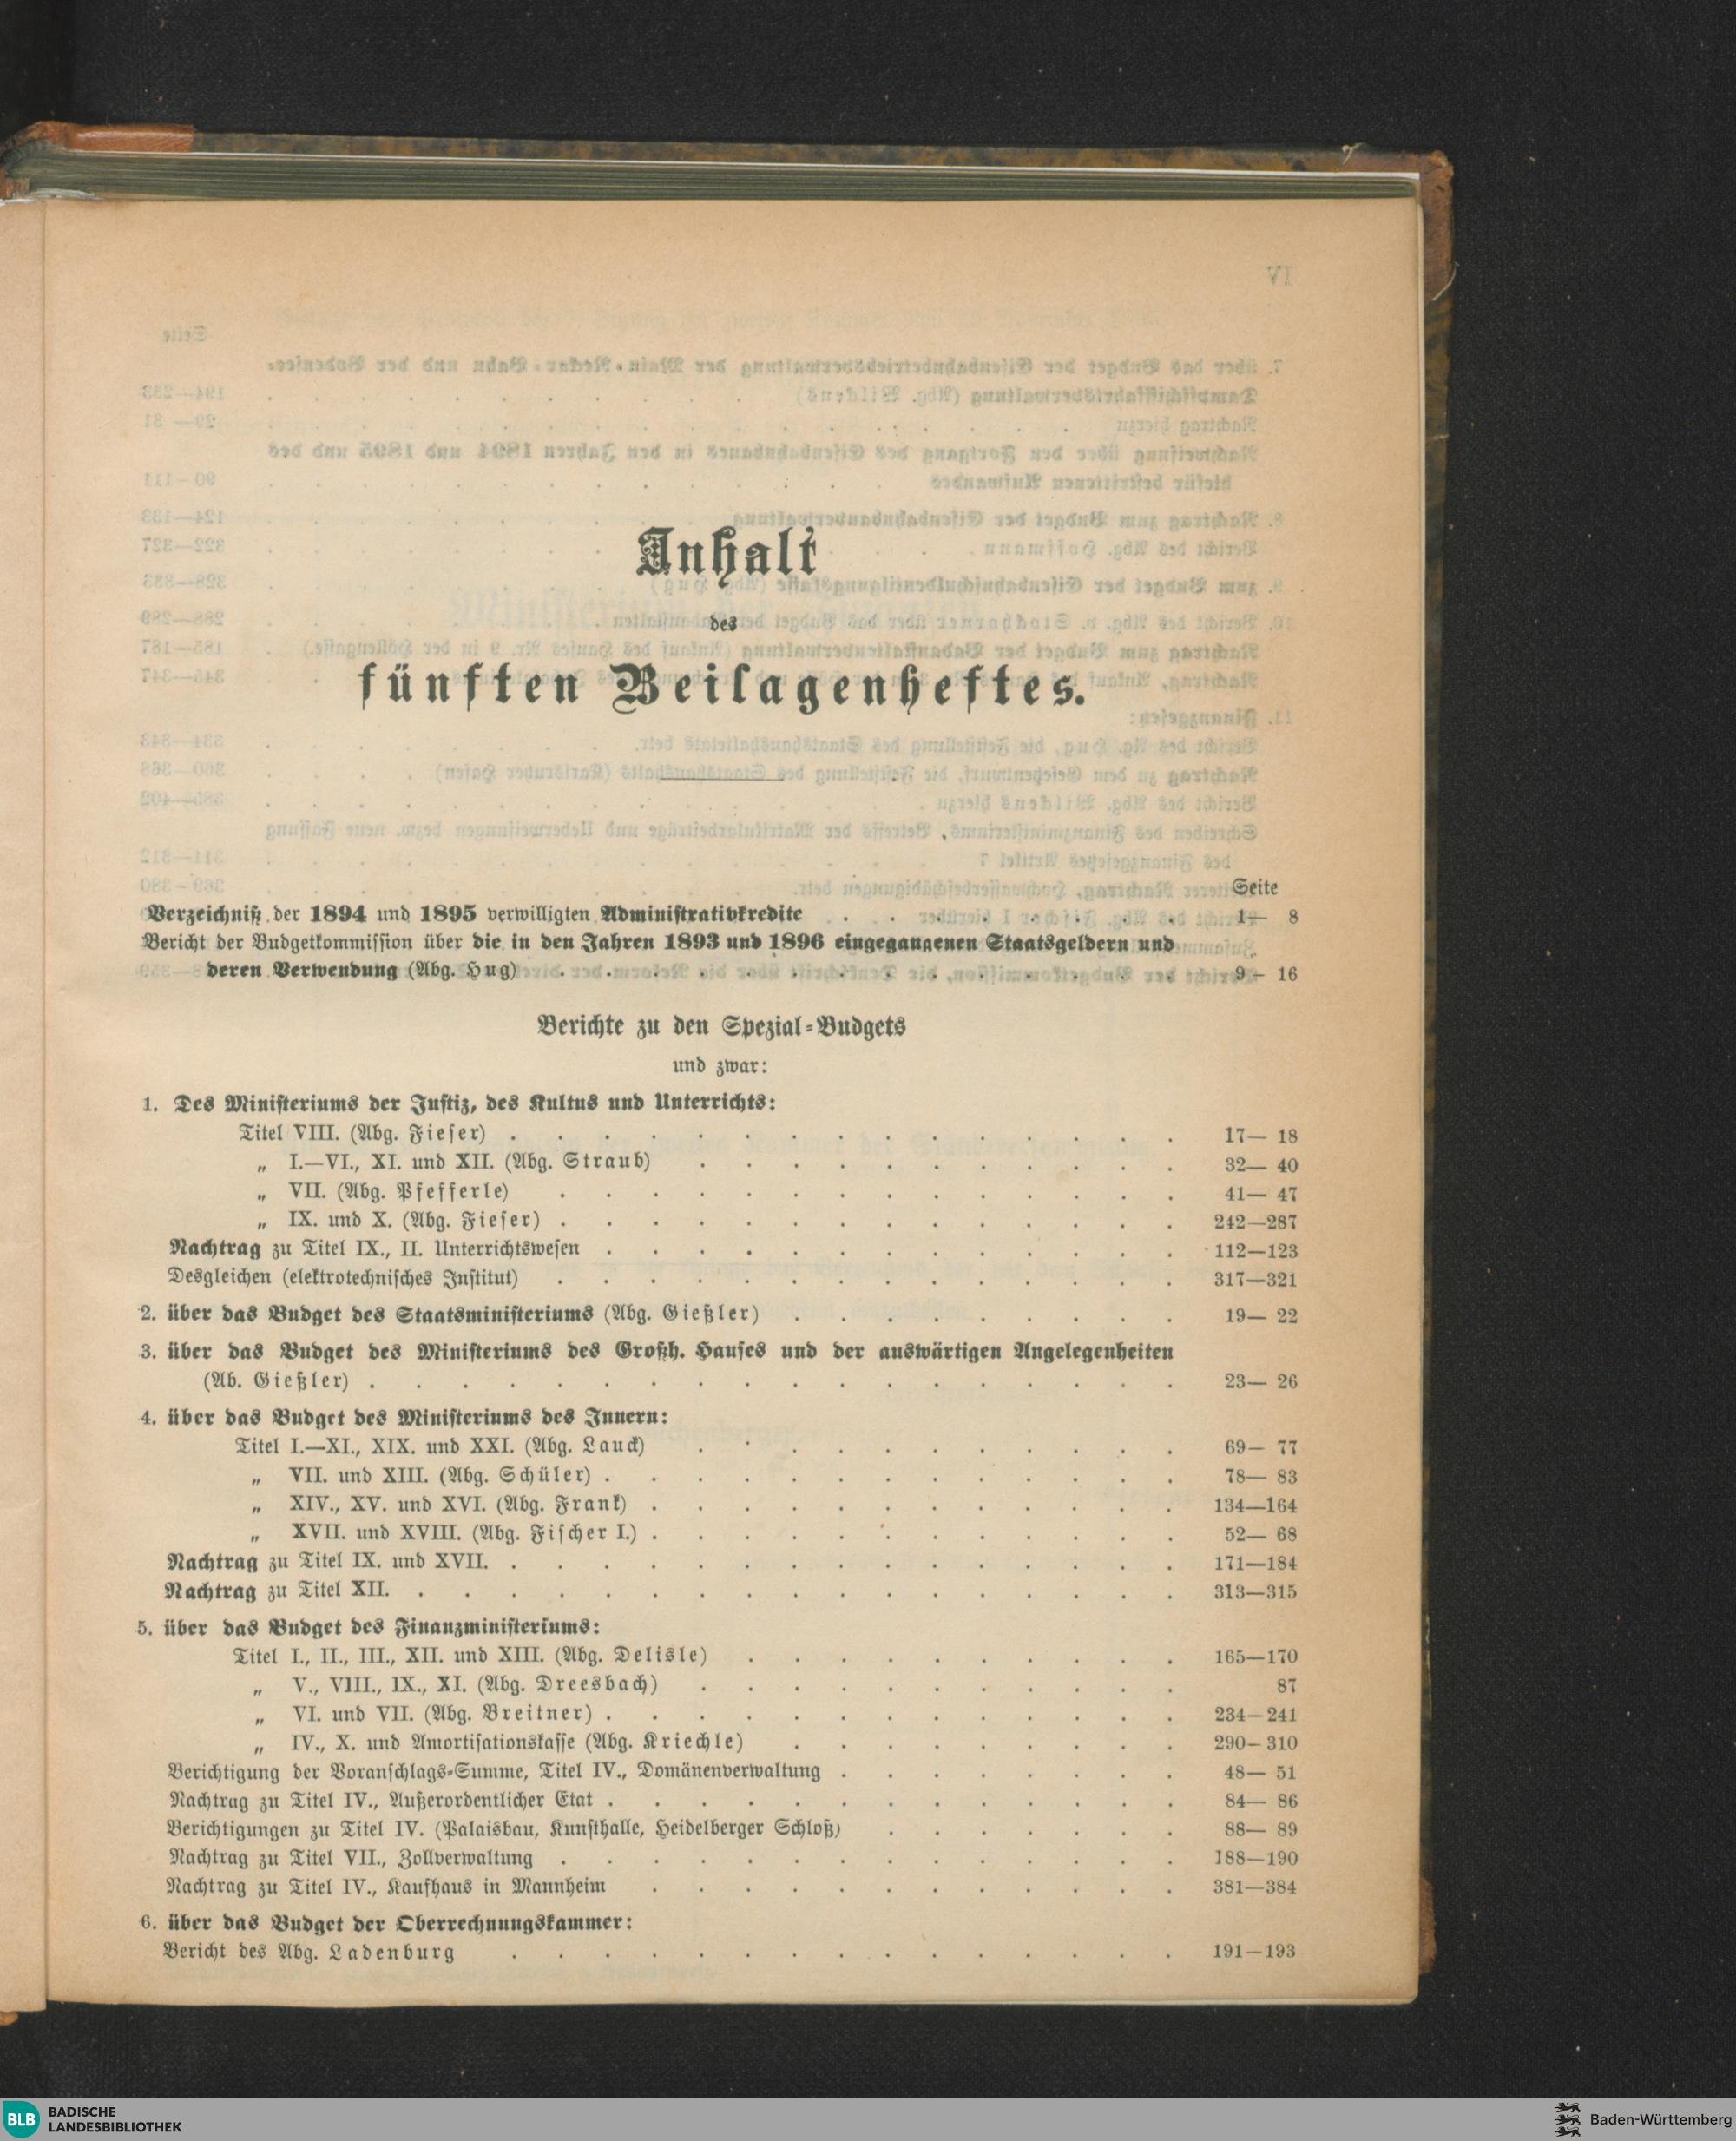 Inhalt
des
fünften Beilagenheftes.
Seite
Verzeichniß der 1894 und 1895 verwilligten Administrativkredite . . . . . . . . 1— 8
Bericht der Budgetkommission über die in den Jahren 1893 und 1896 eingegangenen Staatsgeldern und
deren Verwendung (Abg. Hug) . . . . . . . . . . . . . . 9— 16
Berichte zu den Spezial-Budgets
und zwar:
1. Des Ministeriums der Justiz, des Kultus und Unterrichts:
Titel VIII. (Abg. Fieser) . . . . . . . . . . . . . . . 17— 18
„ I.—VI., XI. und XII. (Abg. Straub) . . . . . . . . . . . 32— 40
„ VII. (Abg. Pfefferle) . . . . . . . . . . . . . . 41— 47
„ IX. und X. (Abg. Fieser) . . . . . . . . . . . . . . 242—287
Nachtrag zu Titel IX., II. Unterrichtswesen . . . . . . . . . . . . . 112—123
Desgleichen (elektrotechnisches Institut) . . . . . . . . . . . . . . 317—321
2. über das Budget des Staatsministeriums (Abg. Gießler) . . . . . . . . . 19— 22
3. über das Budget des Ministeriums des Großh. Hauses und der auswärtigen Angelegenheiten
(Ab. Gießler) . . . . . . . . . . . . . . . . . . 23— 26
4. über das Budget des Ministeriums des Innern:
Titel I.—XI., XIX. und XXI. (Abg. Lauck) . . . . . . . . . . . 69— 77
„ VII. und XIII. (Abg. Schüler) . . . . . . . . . . . . . 78— 83
„ XIV., XV. und XVI. (Abg. Frank) . . . . . . . . . . . . 134—164
„ XVII. und XVIII. (Abg. Fischer I.) . . . . . . . . . . . . 52— 68
Nachtrag zu Titel IX. und XVII. . . . . . . . . . . . . . . . 171—184
Nachtrag zu Titel XII. . . . . . . . . . . . . . . . . . 313—315
5. über das Budget des Finanzministeriums:
Titel I., II., III., XII. und XIII. (Abg. Delisle) . . . . . . . . . . 165—170
„ V., VIII., IX., XI. (Abg. Dreesbach) . . . . . . . . . . . 87
„ VI. und VII. (Abg. Breitner) . . . . . . . . . . . . . 234—241
„ IV., X. und Amortisationskasse (Abg. Kriechle) . . . . . . . . . 290—310
Berichtigung der Voranschlags-Summe, Titel IV., Domänenverwaltung . . . . . . . . 48— 51
Nachtrag zu Titel IV., Außerordentlicher Etat . . . . . . . . . . . . . 84— 86
Berichtigungen zu Titel IV. (Palaisbau, Kunsthalle, Heidelberger Schloß) . . . . . . . 88— 89
Nachtrag zu Titel VII., Zollverwaltung . . . . . . . . . . . . . . 188—190
Nachtrag zu Titel IV., Kaufhaus in Mannheim . . . . . . . . . . . . 381—384
6. über das Budget der Oberrechnungskammer:
Bericht des Abg. Ladenburg . . . . . . . . . . . . . . . 191—193
BLB BADISCHE
LANDESBIBLIOTHEK
Baden-Württemberg